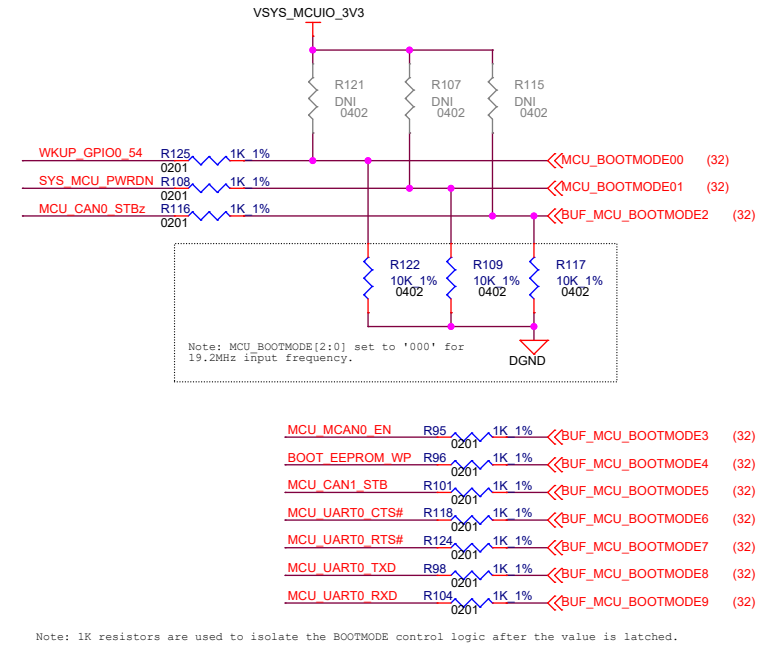 VSYS_MCUIO_3V3
R121 R107 R115
DNI DNI DNI
0402 0402 0402
WKUP_GPIO0_54 R125 1K_1% MCU_BOOTMODE00 (32)
0201
SYS_MCU_PWRDN R108 1K_1% MCU_BOOTMODE01 (32)
0201
MCU_CAN0_STBz R116 1K_1% BUF_MCU_BOOTMODE2 (32)
0201
R122 R109 R117
10K_1% 10K_1% 10K_1%
0402 0402 0402
Note: MCU_BOOTMODE[2:0] set to '000' for
19.2MHz input frequency.
DGND
MCU_MCAN0_EN R95 1K_1% BUF_MCU_BOOTMODE3 (32)
0201
BOOT_EEPROM_WP R96 1K_1% BUF_MCU_BOOTMODE4 (32)
0201
MCU_CAN1_STB R101 1K_1% BUF_MCU_BOOTMODE5 (32)
0201
MCU_UART0_CTS# R118 1K_1% BUF_MCU_BOOTMODE6 (32)
0201
MCU_UART0_RTS# R124 1K_1% BUF_MCU_BOOTMODE7 (32)
0201
MCU_UART0_TXD R98 1K_1% BUF_MCU_BOOTMODE8 (32)
0201
MCU_UART0_RXD R104 1K_1% BUF_MCU_BOOTMODE9 (32)
0201
Note: 1K resistors are used to isolate the BOOTMODE control logic after the value is latched.